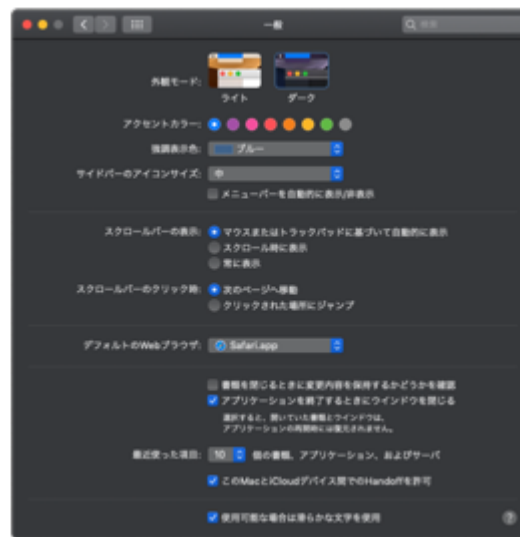 一般
検索
外観モード:
ライト ダーク
アクセントカラー:
強調表示色: ブルー
サイドバーのアイコンサイズ: 中
メニューバーを自動的に表示/非表示
スクロールバーの表示: マウスまたはトラックパッドに基づいて自動的に表示
スクロール時に表示
常に表示
スクロールバーのクリック時: 次のページへ移動
クリックされた場所にジャンプ
デフォルトのWebブラウザ: Safari.app
書類を閉じるときに変更内容を保持するかどうかを確認
アプリケーションを終了するときにウインドウを閉じる
選択すると、開いていた書類とウインドウは、
アプリケーションの再開時には復元されません。
最近使った項目: 10 個の書類、アプリケーション、およびサーバ
このMacとiCloudデバイス間でのHandoffを許可
使用可能な場合は滑らかな文字を使用
?